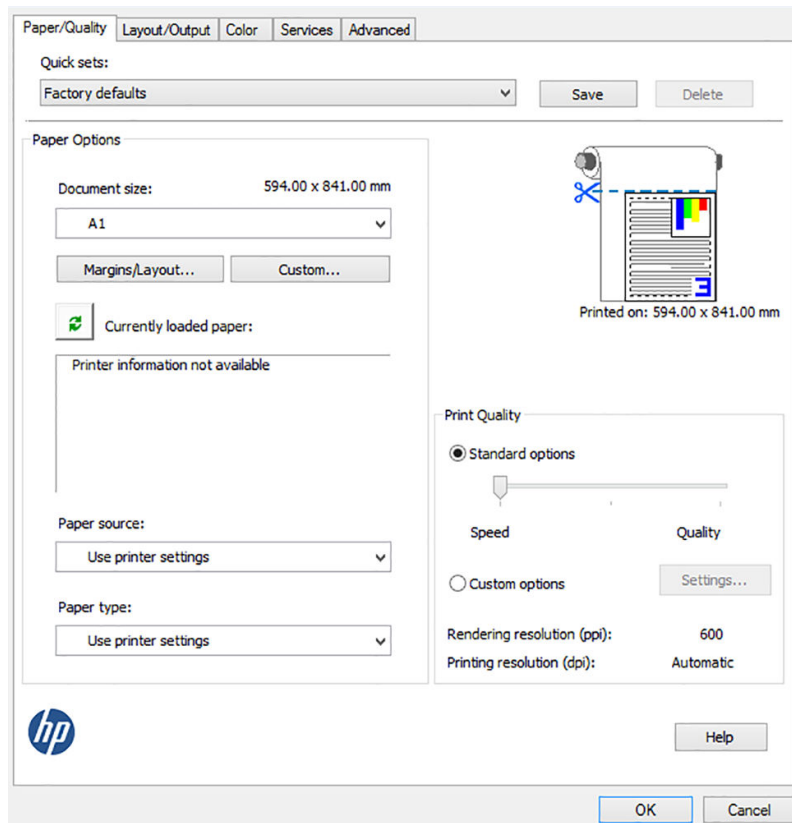 Paper/Quality Layout/Output Color Services Advanced
Quick sets:
Factory defaults
Save
Delete
Paper Options
Document size:
594.00 x 841.00 mm
A1
Margins/Layout...
Custom...
Currently loaded paper:
Printer information not available
Paper source:
Use printer settings
Paper type:
Use printer settings
E
Printed on: 594.00 x 841.00 mm
Print Quality
Standard options
Speed
Quality
Custom options
Settings...
Rendering resolution (ppi): 600
Printing resolution (dpi): Automatic
hp
Help
OK
Cancel